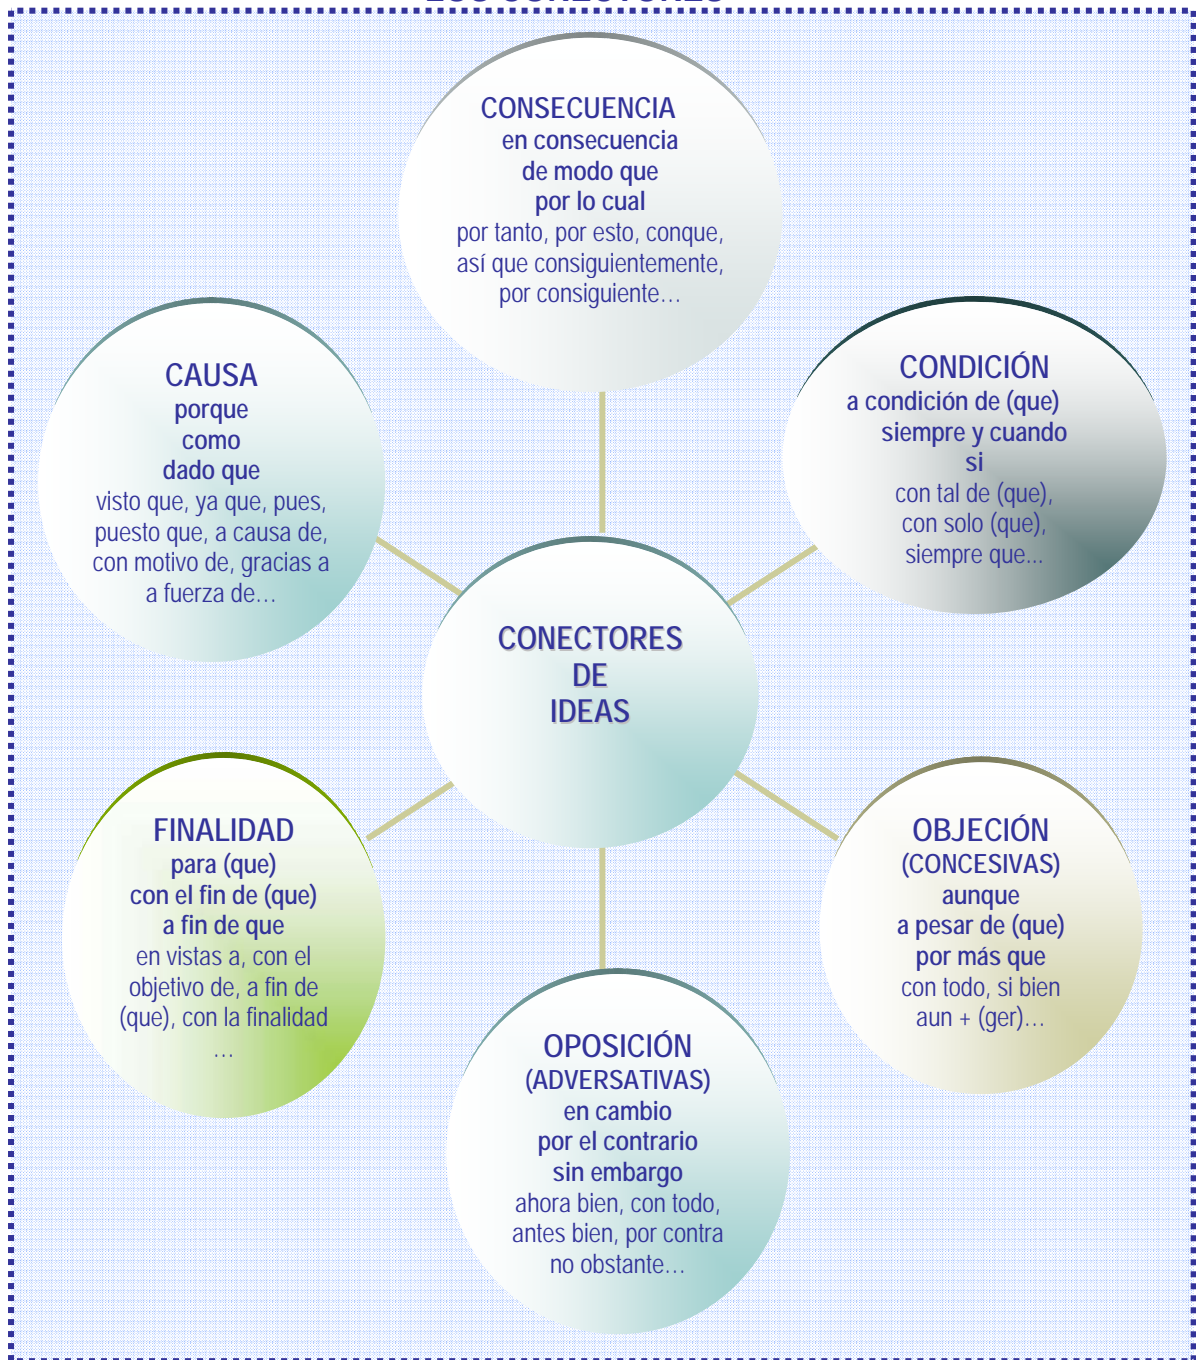 LOS CONECTORES
CONSECUENCIA
en consecuencia
de modo que
por lo cual
por tanto, por esto, conque,
así que consiguientemente,
por consiguiente…
CAUSA
porque
como
dado que
visto que, ya que, pues,
puesto que, a causa de,
con motivo de, gracias a
a fuerza de…
CONDICIÓN
a condición de (que)
siempre y cuando
si
con tal de (que),
con solo (que),
siempre que...
CONECTORES
DE
IDEAS
FINALIDAD
para (que)
con el fin de (que)
a fin de que
en vistas a, con el
objetivo de, a fin de
(que), con la finalidad
…
OBJECIÓN
(CONCESIVAS)
aunque
a pesar de (que)
por más que
con todo, si bien
aun + (ger)…
OPOSICIÓN
(ADVERSATIVAS)
en cambio
por el contrario
sin embargo
ahora bien, con todo,
antes bien, por contra
no obstante…